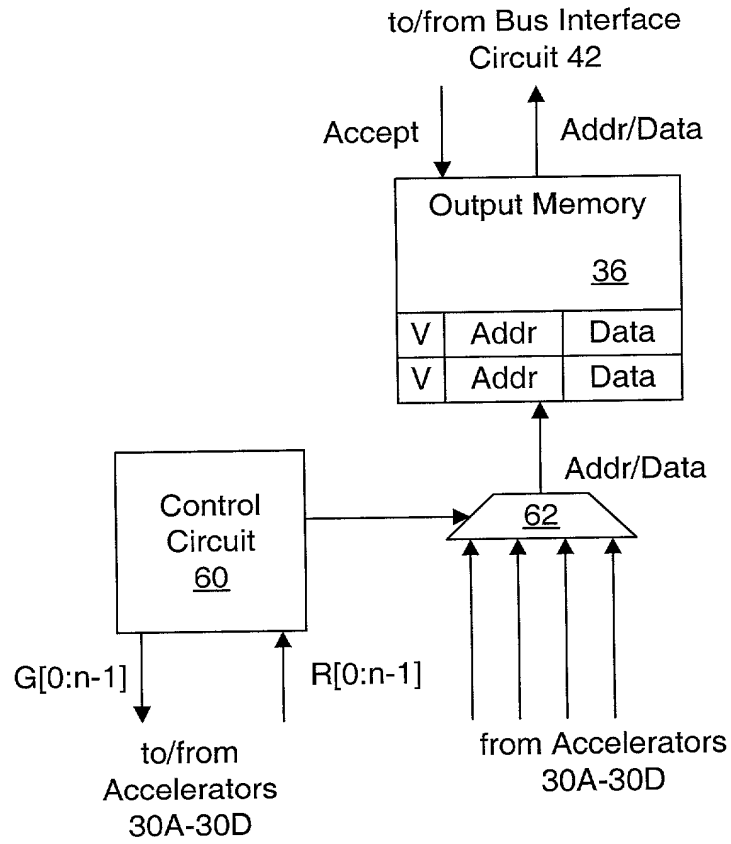 to/from Bus Interface
Circuit 42
Accept
Addr/Data
Output Memory
36
V Addr Data
V Addr Data
Addr/Data
Control
Circuit
60
62
G[0:n-1]
R[0:n-1]
to/from
Accelerators
30A-30D
from Accelerators
30A-30D